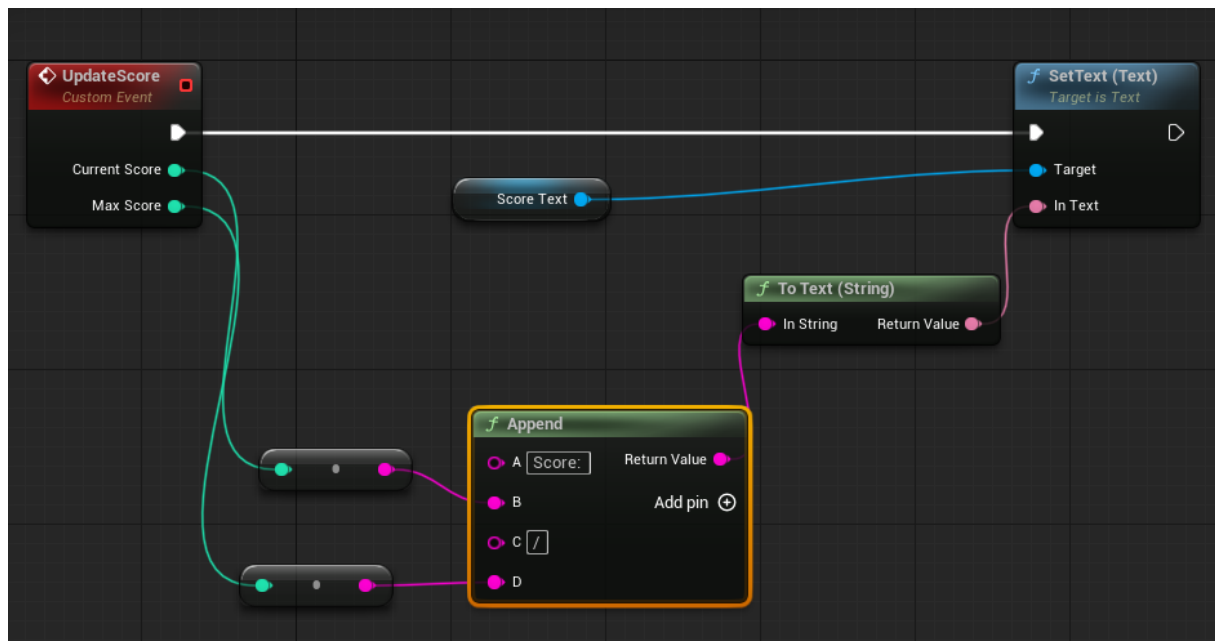 UpdateScore
Custom Event
Current Score
Max Score
Score Text
f SetText (Text)
Target is Text
Target
In Text
f To Text (String)
In String Return Value
f Append
A Score: Return Value
B Add pin
C /
D